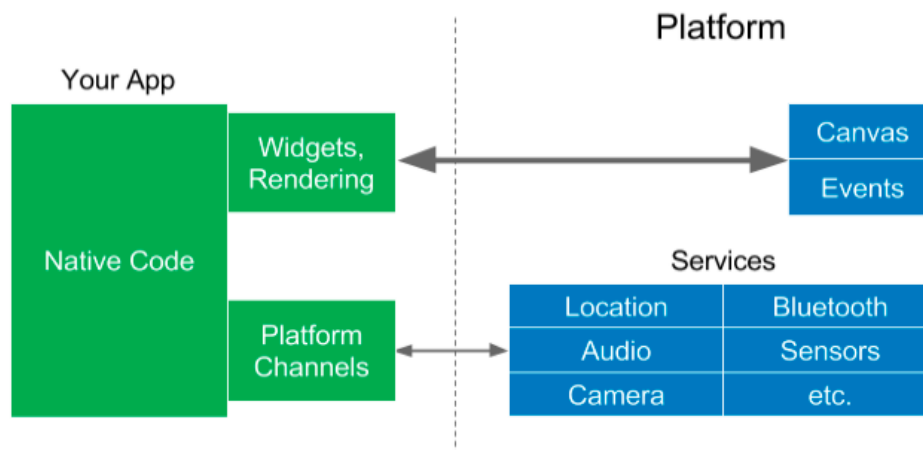 Platform
Your App
Widgets,
Rendering
Canvas
Events
Native Code
Services
Location
Bluetooth
Platform
Channels
Audio
Sensors
Camera
etc.